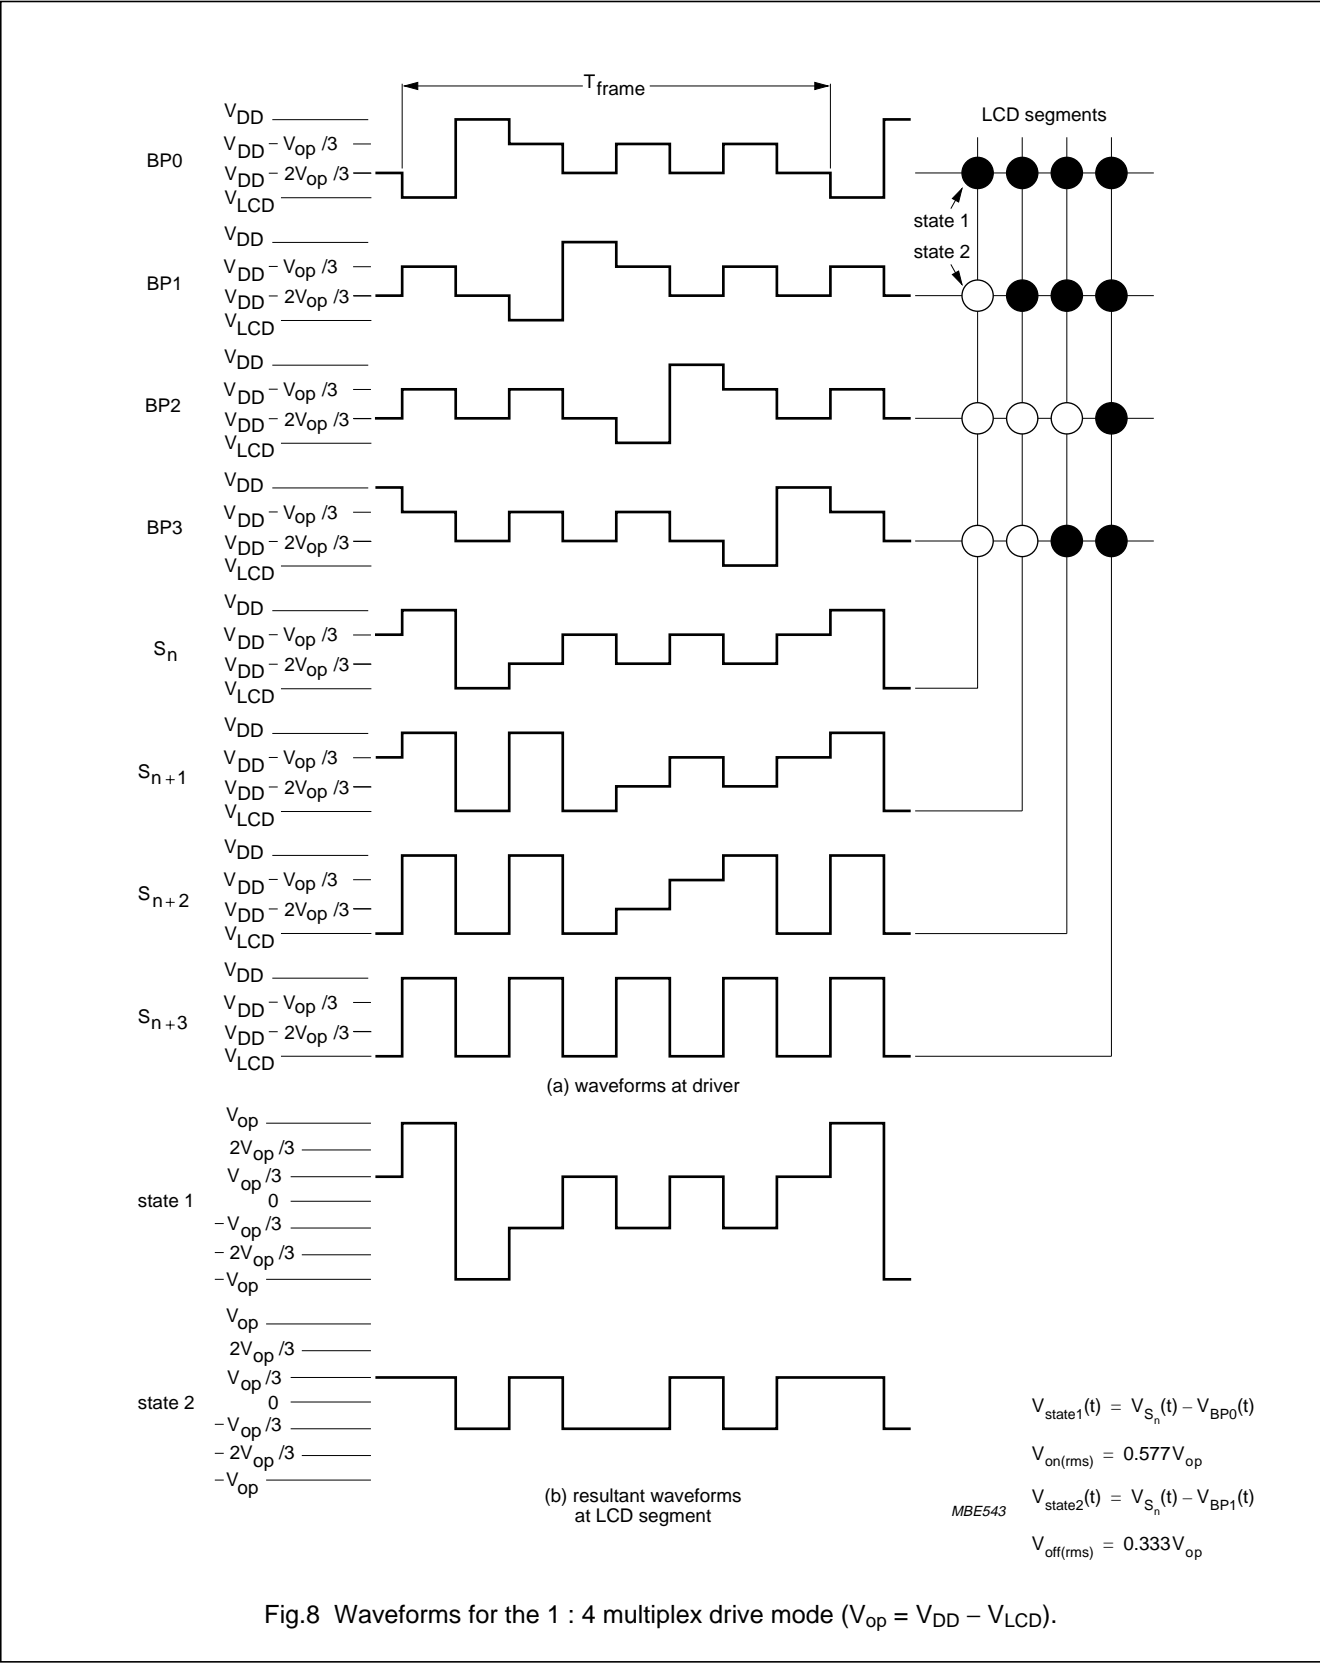 Tframe
LCD segments
BP0
VDD
VDD − Vop /3
VDD − 2Vop /3
VLCD
state 1
state 2
BP1
VDD
VDD − Vop /3
VDD − 2Vop /3
VLCD
BP2
VDD
VDD − Vop /3
VDD − 2Vop /3
VLCD
BP3
VDD
VDD − Vop /3
VDD − 2Vop /3
VLCD
Sn
VDD
VDD − Vop /3
VDD − 2Vop /3
VLCD
Sn+1
VDD
VDD − Vop /3
VDD − 2Vop /3
VLCD
Sn+2
VDD
VDD − Vop /3
VDD − 2Vop /3
VLCD
Sn+3
VDD
VDD − Vop /3
VDD − 2Vop /3
VLCD
(a) waveforms at driver
state 1
Vop
2Vop /3
Vop /3
0
−Vop /3
− 2Vop /3
−Vop
state 2
Vop
2Vop /3
Vop /3
0
−Vop /3
− 2Vop /3
−Vop
(b) resultant waveforms
at LCD segment
MBE543
Vstate1(t) = VSn(t) − VBP0(t)
Von(rms) = 0.577Vop
Vstate2(t) = VSn(t) − VBP1(t)
Voff(rms) = 0.333Vop
Fig.8 Waveforms for the 1 : 4 multiplex drive mode (Vop = VDD − VLCD).